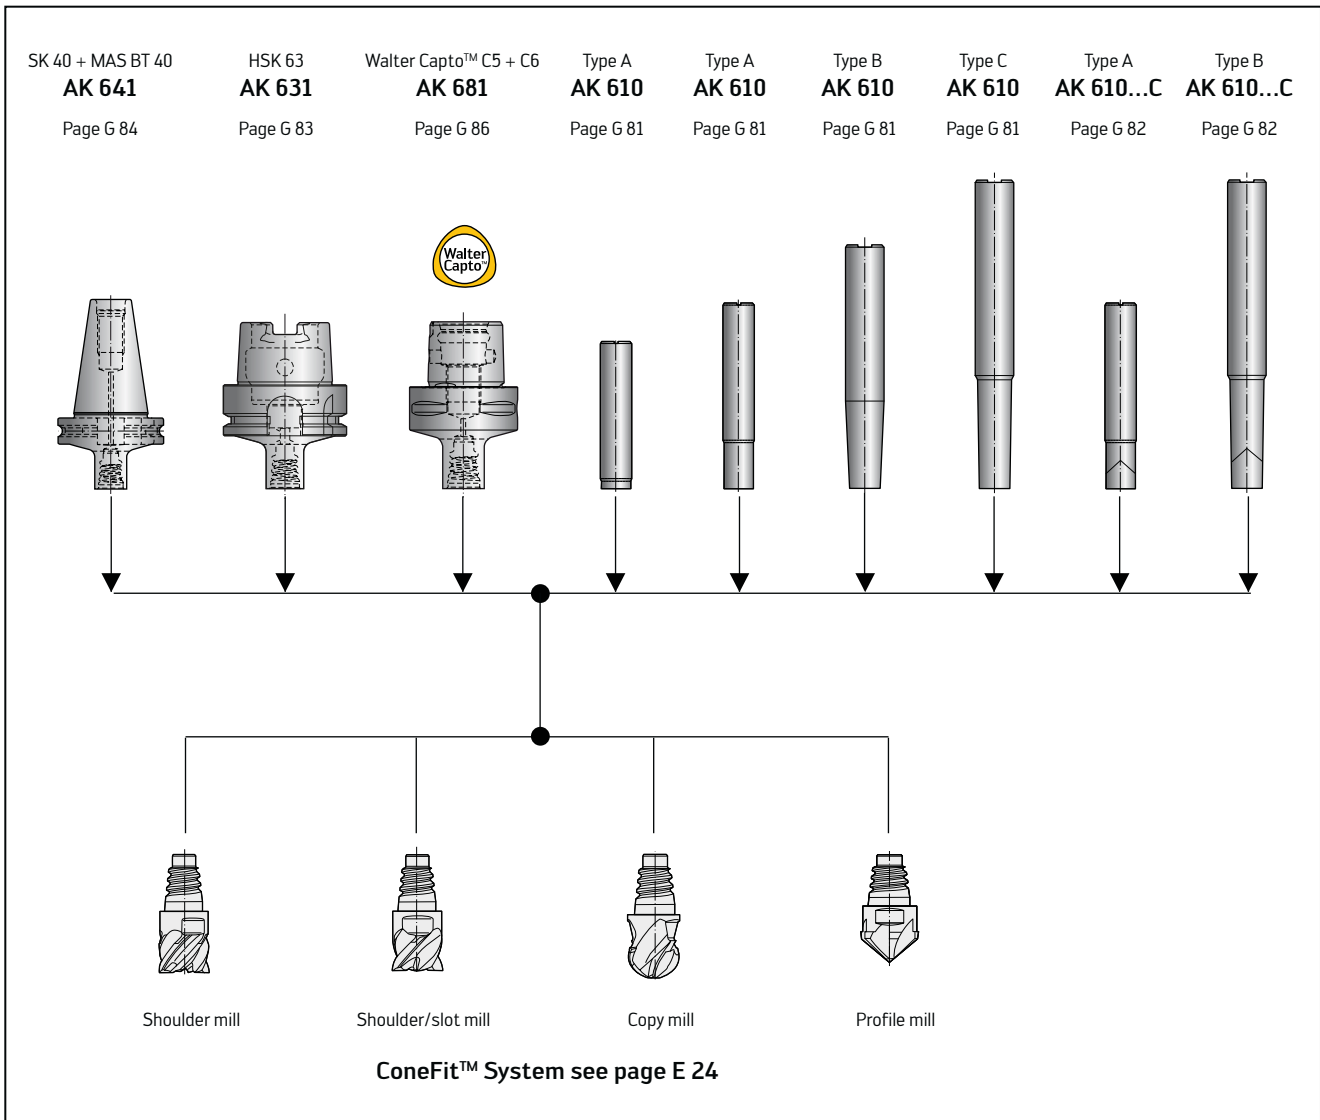 SK 40 + MAS BT 40
AK 641
Page G 84
HSK 63
AK 631
Page G 83
Walter Capto™ C5 + C6
AK 681
Page G 86
Type A
AK 610
Page G 81
Type A
AK 610
Page G 81
Type B
AK 610
Page G 81
Type C
AK 610
Page G 81
Type A
AK 610...C
Page G 82
Type B
AK 610...C
Page G 82
Walter
Capto™
Shoulder mill
Shoulder/slot mill
Copy mill
Profile mill
ConeFit™ System see page E 24